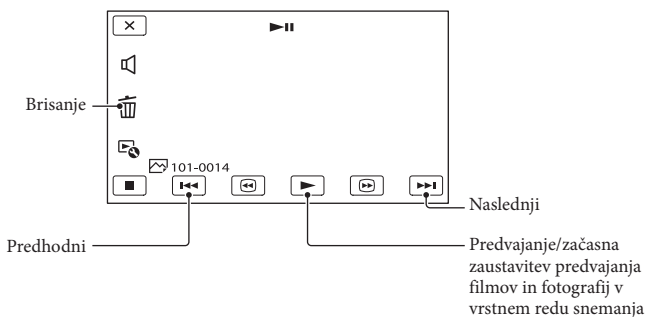 Brisanje
101-0014
Naslednji
Predhodni
Predvajanje/začasna
zaustavitev predvajanja
filmov in fotografij v
vrstnem redu snemanja